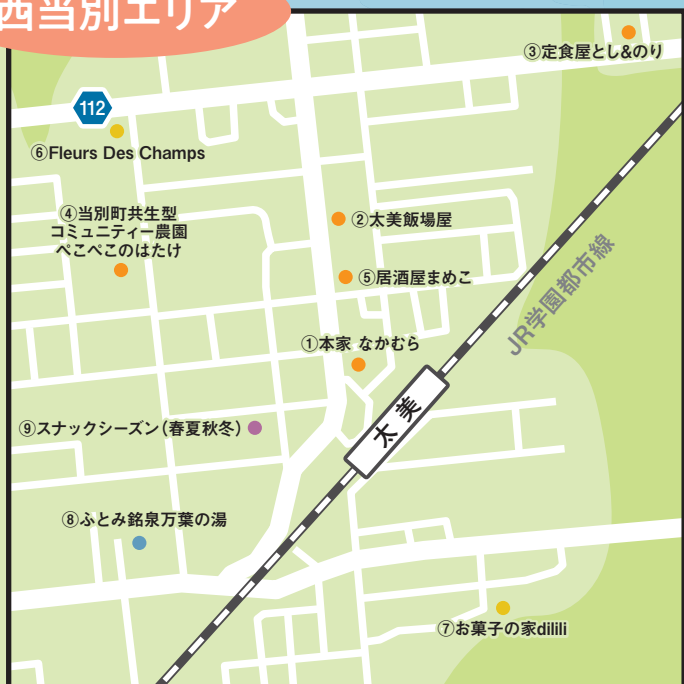 西当別エリア
③定食屋とし&のり
112
⑥Fleurs Des Champs
④当別町共生型
コミュニティー農園
ぺこぺこのはたけ
②太美飯場屋
⑤居酒屋まめこ
JR学園都市線
①本家 なかむら
太美
⑨スナックシーズン(春夏秋冬)
⑧ふとみ銘泉万葉の湯
⑦お菓子の家dilili